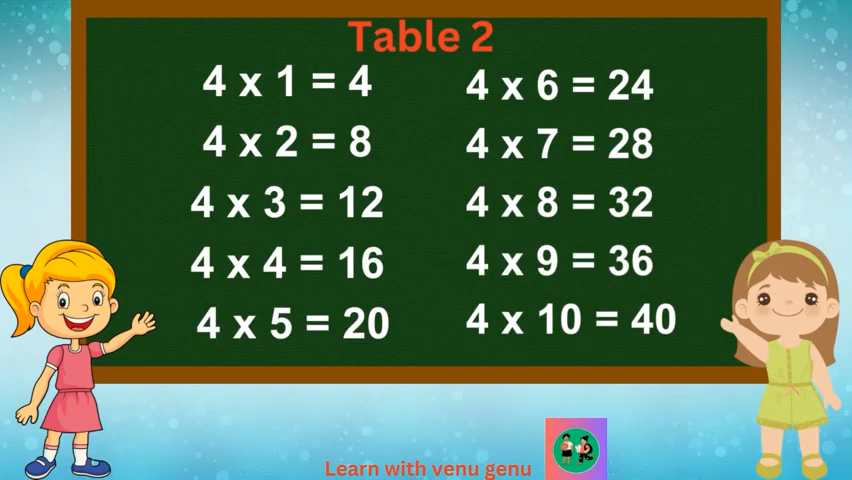 Table 2
4 x 1 = 4
4 x 2 = 8
4 x 3 = 12
4 x 4 = 16
4 x 5 = 20
4 x 6 = 24
4 x 7 = 28
4 x 8 = 32
4 x 9 = 36
4 x 10 = 40
Learn with venu genu